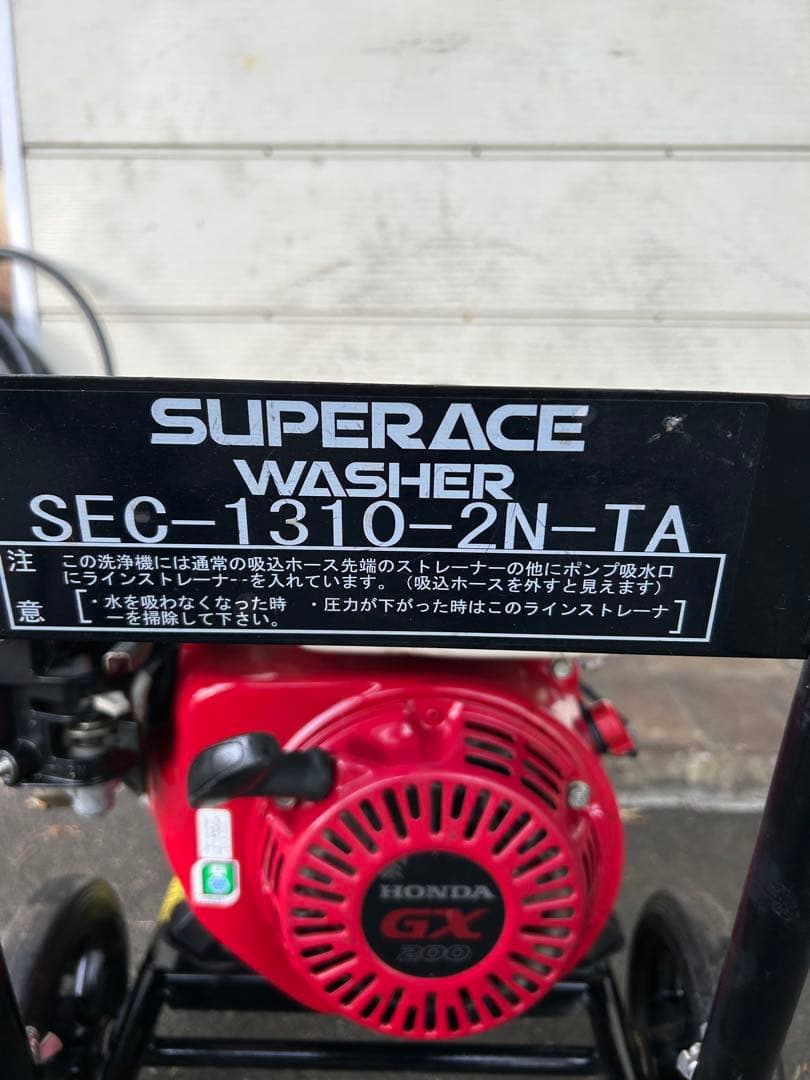 SUPERACE
WASHER
SEC-1310-2N-TA
注意
この洗浄機には通常の吸込ホース先端のストレーナーの他にポンプ吸水口
にラインストレーナーを入れています。（吸込ホースを外すと見えます）
・水を吸わなくなった時 ・圧力が下がった時はこのラインストレーナ
ーを掃除して下さい。
HONDA
GX
200